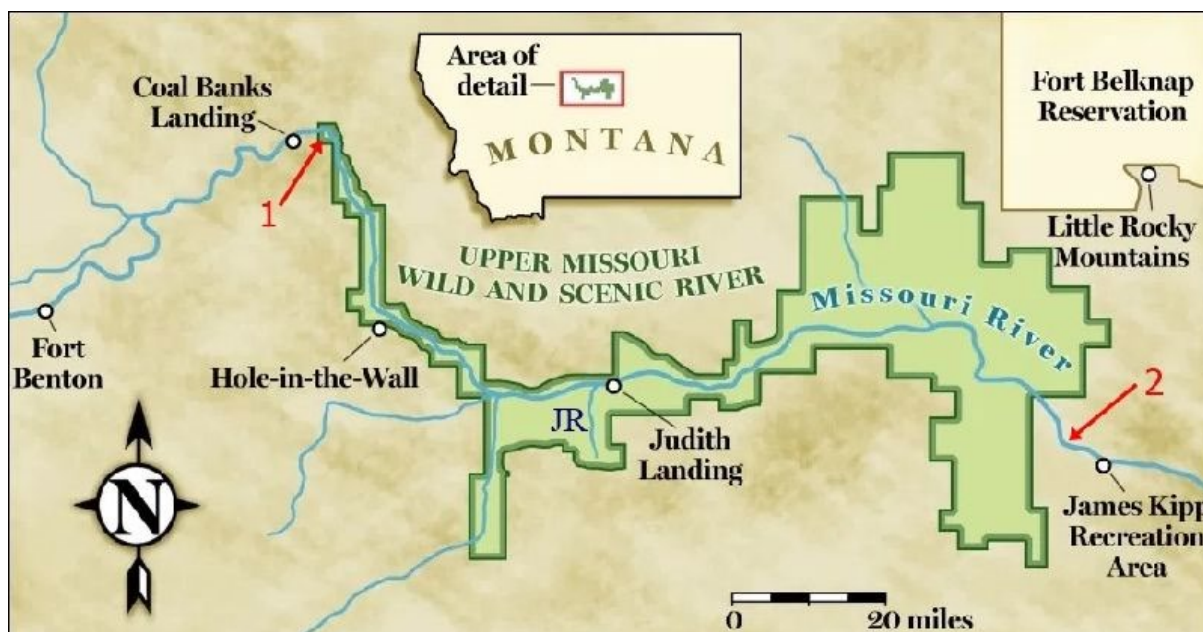 Area of
detail
MONTANA
Coal Banks
Landing
Fort Belknap
Reservation
1
Little Rocky
Mountains
UPPER MISSOURI
WILD AND SCENIC RIVER
Missouri River
Fort
Benton
Hole-in-the-Wall
JR
Judith
Landing
2
James Kipp
Recreation
Area
N
0 20 miles